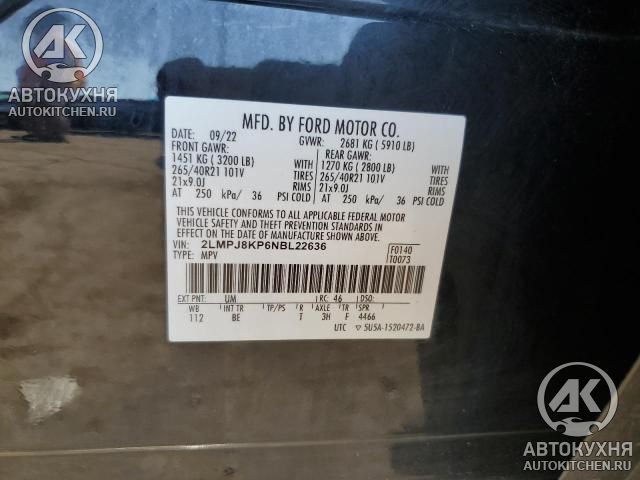 АК
АВТОКУХНЯ
AUTOKITCHEN.RU
MFD. BY FORD MOTOR CO.
DATE: 09/22 GVWR: 2681 KG ( 5910 LB)
FRONT GAWR: REAR GAWR:
1451 KG ( 3200 LB) WITH 1270 KG ( 2800 LB) WITH
265/40R21 101V TIRES 265/40R21 101V TIRES
21x9.0J RIMS 21x9.0J RIMS
AT 250 kPa/ 36 PSI COLD AT 250 kPa/ 36 PSI COLD
THIS VEHICLE CONFORMS TO ALL APPLICABLE FEDERAL MOTOR
VEHICLE SAFETY AND THEFT PREVENTION STANDARDS IN
EFFECT ON THE DATE OF MANUFACTURE SHOWN ABOVE.
VIN: 2LMPJ8KP6NBL22636 F0140
TYPE: MPV T0073
EXT PNT: UM RC: 46 DSO:
WB INT TR TP/PS R AXLE TR SPR
112 BE T 3H F 4466
UTC ▽ 5U5A-1520472-BA
АК
АВТОКУХНЯ
AUTOKITCHEN.RU